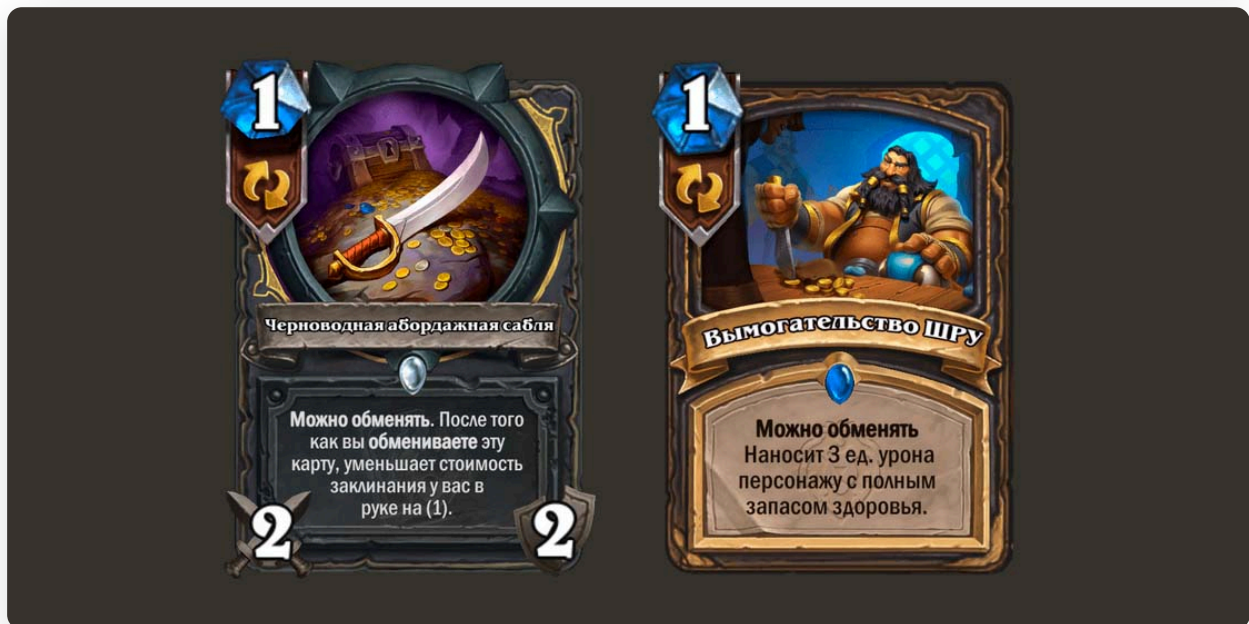 1
Черноводная абордажная сабля
Можно обменять. После того
как вы обмениваете эту
карту, уменьшает стоимость
заклинания у вас в
руке на (1).
2
2
1
Вымогательство ШРУ
Можно обменять
Наносит 3 ед. урона
персонажу с полным
запасом здоровья.